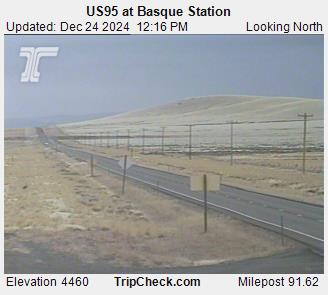 US95 at Basque Station
Updated: Dec 24 2024 12:16 PM Looking North
Elevation 4460 TripCheck.com Milepost 91.62